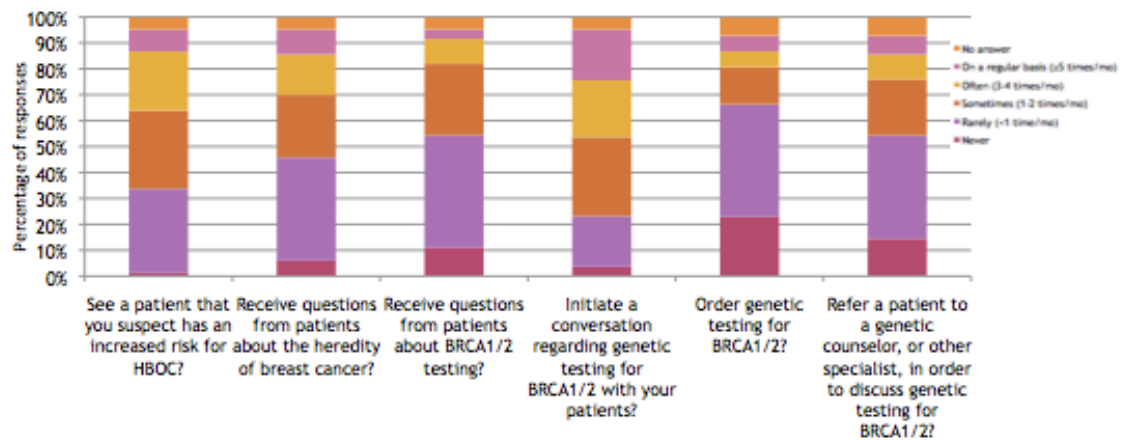 100%
90%
80%
70%
60%
50%
40%
30%
20%
10%
0%
Percentage of responses
No answer
On a regular basis (≥5 times/mo)
Often (3-4 times/mo)
Sometimes (1-2 times/mo)
Rarely (<1 time/mo)
Never
See a patient that
you suspect has an
increased risk for
HBOC?
Receive questions
from patients
about the heredity
of breast cancer?
Receive questions
from patients
about BRCA1/2
testing?
Initiate a
conversation
regarding genetic
testing for
BRCA1/2 with your
patients?
Order genetic
testing for
BRCA1/2?
Refer a patient to
a genetic
counselor, or other
specialist, in order
to discuss genetic
testing for
BRCA1/2?